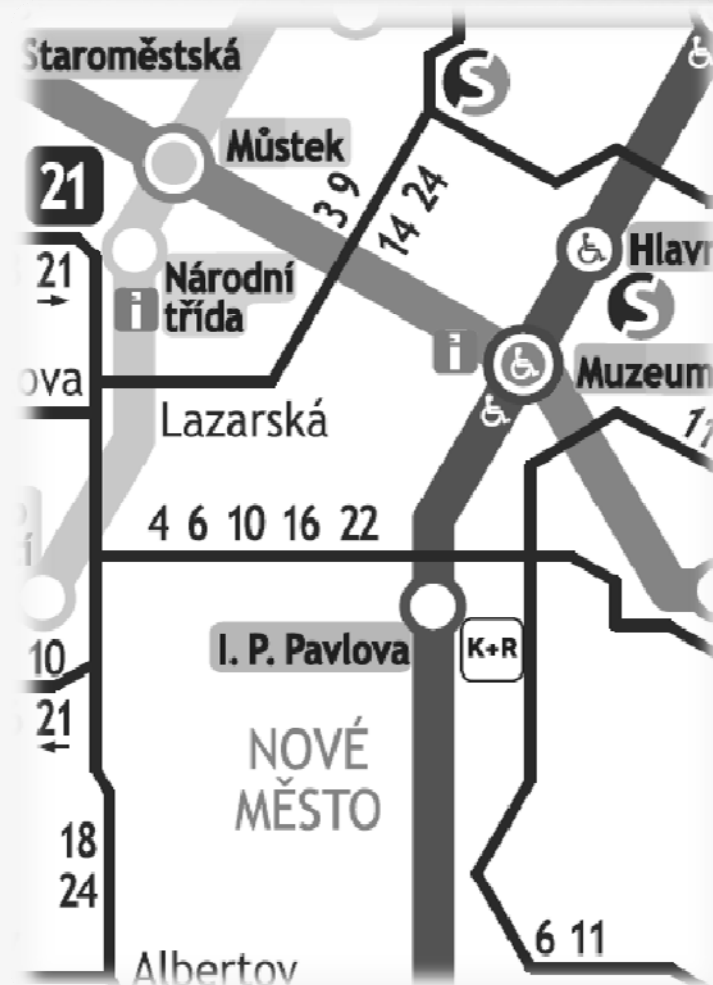 Staroměstská
S
Můstek
21
3 9
14 24
21
Národní
třída
i
Hlavn
S
i
Muzeum
ova
Lazarská
11
4 6 10 16 22
I. P. Pavlova
K+R
10
21
NOVÉ
MĚSTO
18
24
6 11
Albertov